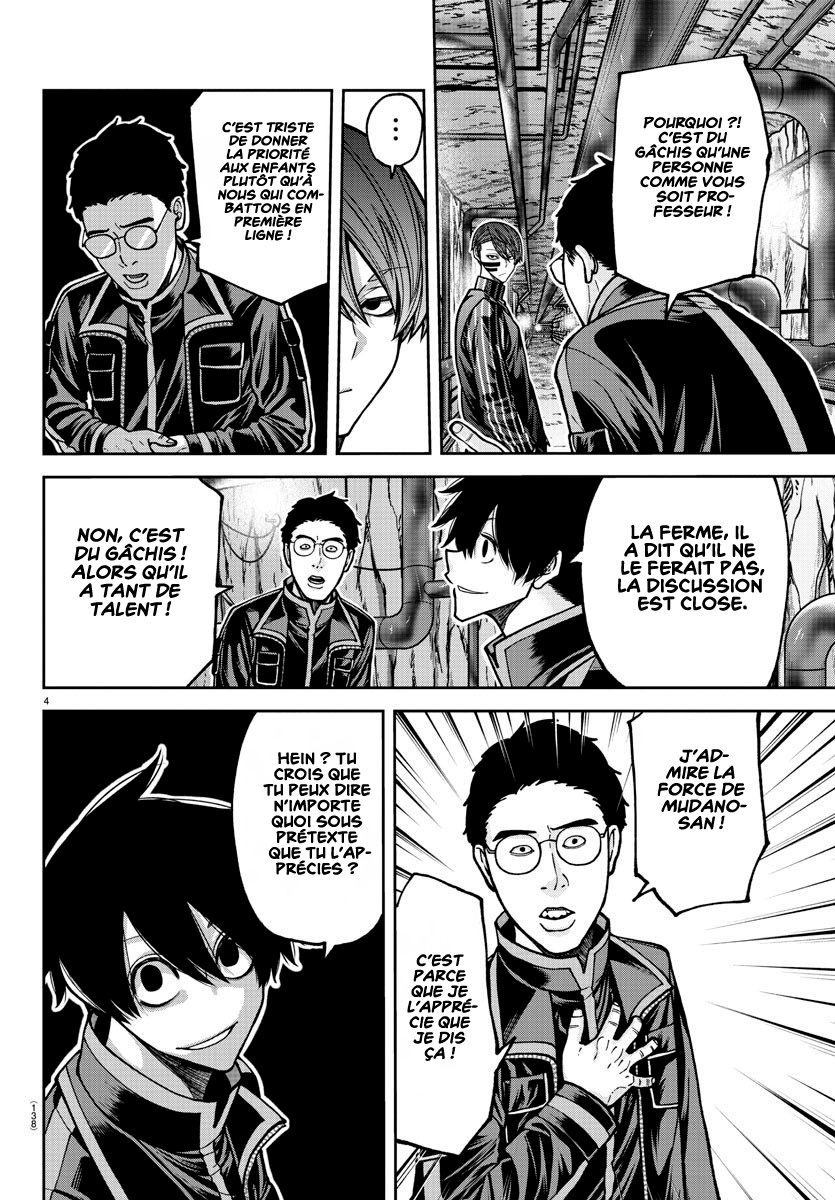 POURQUOI ?!
C'EST DU
GÂCHIS QU'UNE
PERSONNE
COMME VOUS
SOIT PRO-
FESSEUR !
...
C'EST TRISTE
DE DONNER
LA PRIORITÉ
AUX ENFANTS
PLUTÔT QU'À
NOUS QUI COM-
BATTONS EN
PREMIÈRE
LIGNE !
LA FERME, IL
A DIT QU'IL NE
LE FERAIT PAS,
LA DISCUSSION
EST CLOSE.
NON, C'EST
DU GÂCHIS !
ALORS QU'IL
A TANT DE
TALENT !
4
J'AD-
MIRE LA
FORCE DE
MUDANO-
SAN !
C'EST
PARCE
QUE JE
L'APPRÉ-
CIE QUE JE
DIS
ÇA !
HEIN ? TU
CROIS QUE
TU PEUX DIRE
N'IMPORTE
QUOI SOUS
PRÉTEXTE
QUE TU L'AP-
PRÉCIES ?
(138)